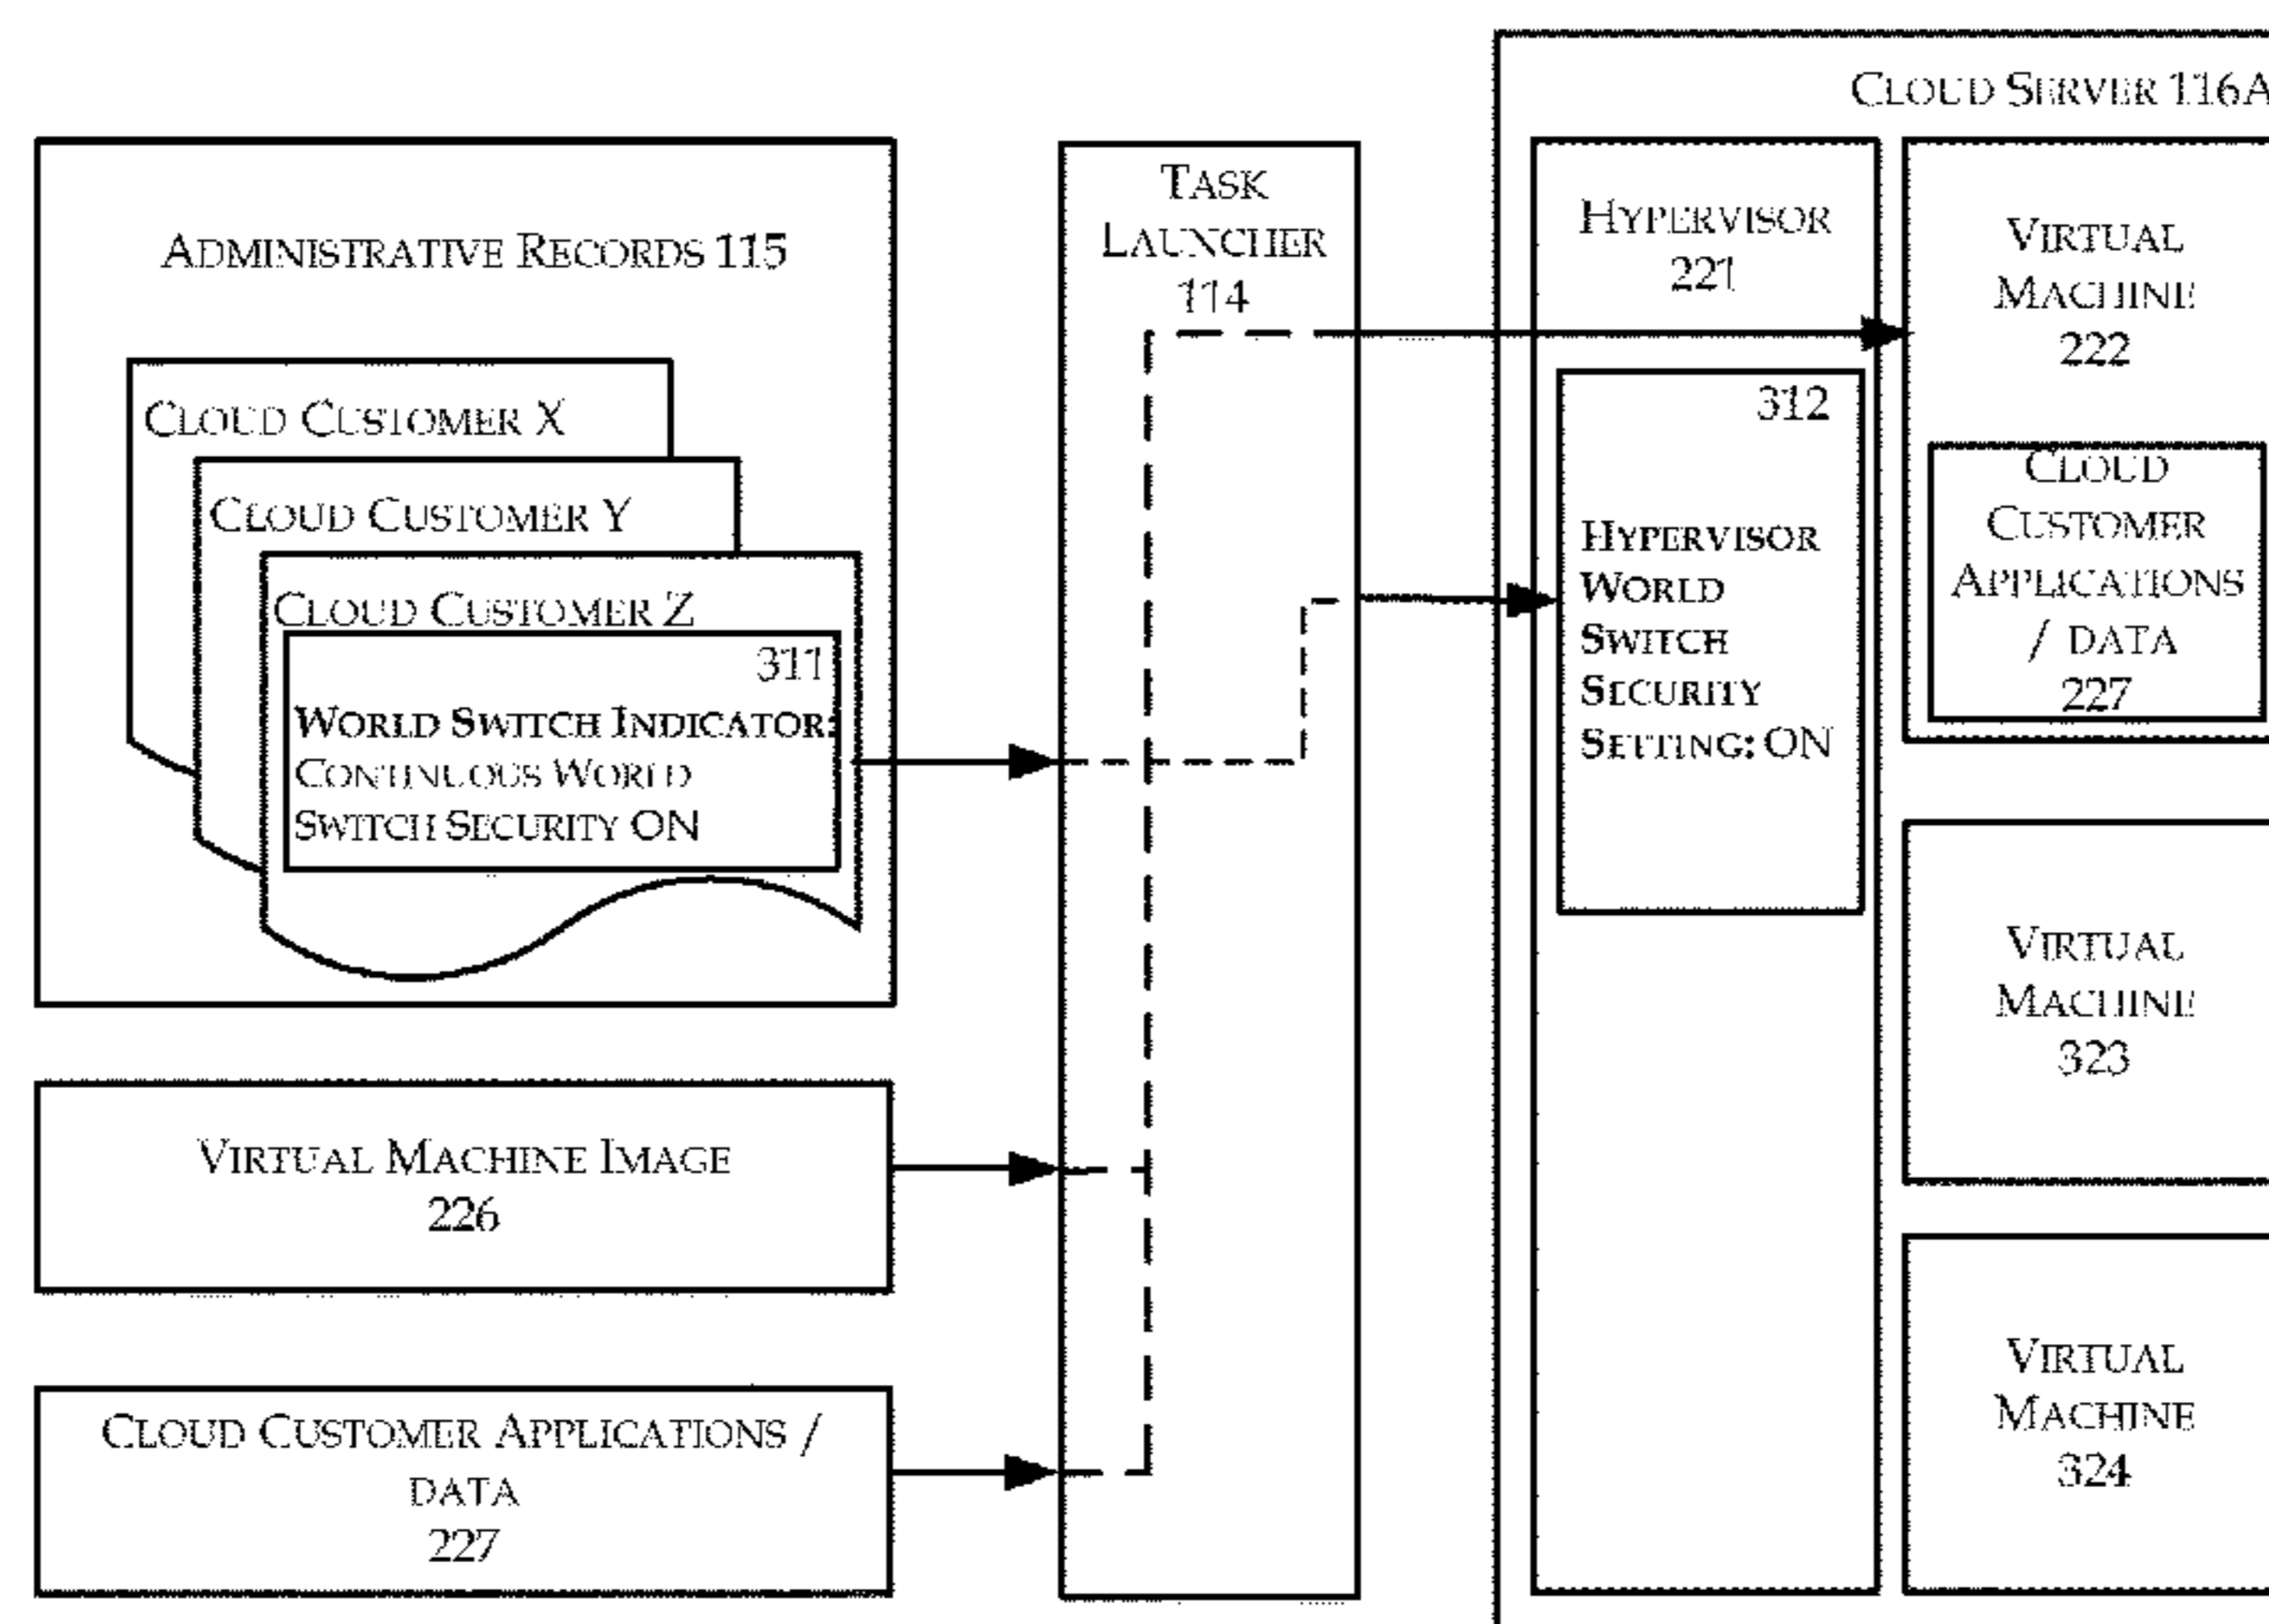 ADMINISTRATIVE RECORDS 115
CLOUD CUSTOMER X
CLOUD CUSTOMER Y
CLOUD CUSTOMER Z
311
WORLD SWITCH INDICATOR:
CONTINUOUS WORLD
SWITCH SECURITY ON
VIRTUAL MACHINE IMAGE
226
CLOUD CUSTOMER APPLICATIONS /
DATA
227
TASK
LAUNCHER
114
CLOUD SERVER 116A
HYPERVISOR
221
312
HYPERVISOR
WORLD
SWITCH
SECURITY
SETTING: ON
VIRTUAL
MACHINE
222
CLOUD
CUSTOMER
APPLICATIONS
/ DATA
227
VIRTUAL
MACHINE
323
VIRTUAL
MACHINE
324